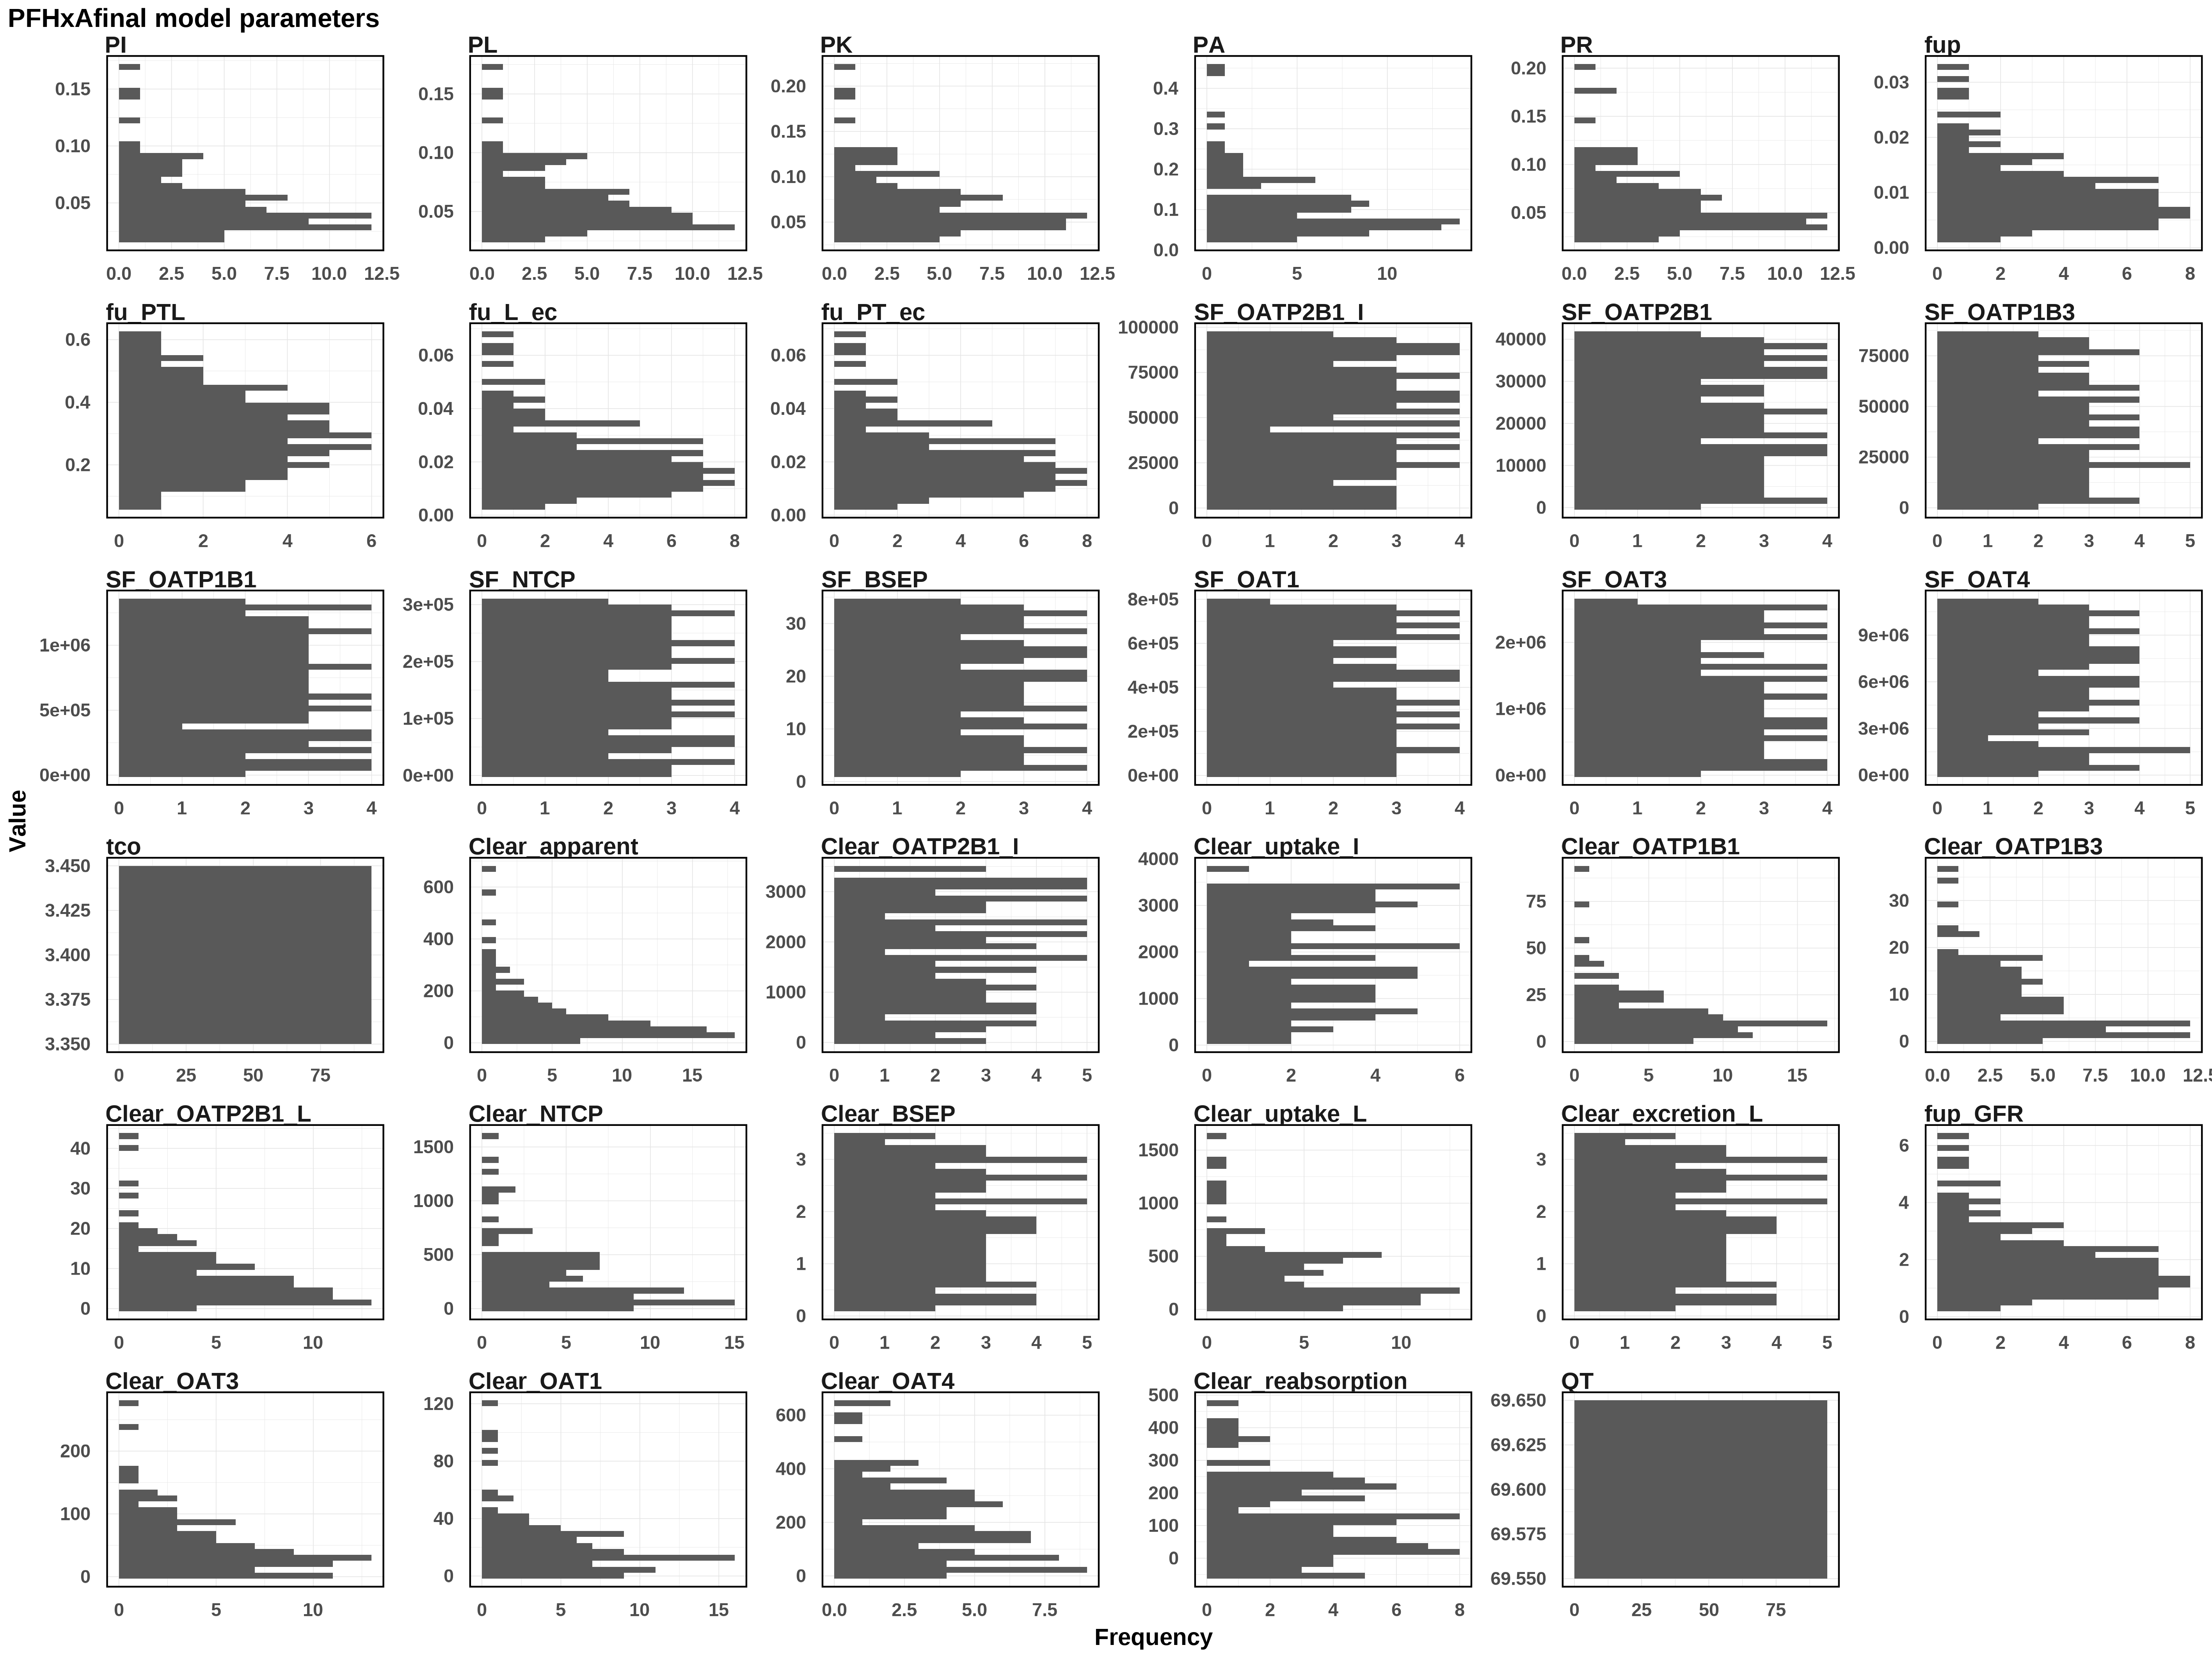 PFHxAfinal model parameters
PI PL PK PA PR fup
0.15 0.10 0.05
0.15 0.10 0.05
0.20 0.15 0.10 0.05
0.4 0.3 0.2 0.1 0.0
0.20 0.15 0.10 0.05
0.03 0.02 0.01 0.00
0.0 2.5 5.0 7.5 10.0 12.5
0.0 2.5 5.0 7.5 10.0 12.5
0.0 2.5 5.0 7.5 10.0 12.5
0 5 10
0.0 2.5 5.0 7.5 10.0 12.5
0 2 4 6 8
fu_PTL fu_L_ec fu_PT_ec SF_OATP2B1_I SF_OATP2B1 SF_OATP1B3
0.6 0.4 0.2
0.06 0.04 0.02 0.00
0.06 0.04 0.02 0.00
100000 75000 50000 25000 0
40000 30000 20000 10000 0
75000 50000 25000 0
0 2 4 6
0 2 4 6 8
0 2 4 6 8
0 1 2 3 4
0 1 2 3 4
0 1 2 3 4 5
SF_OATP1B1 SF_NTCP SF_BSEP SF_OAT1 SF_OAT3 SF_OAT4
1e+06 5e+05 0e+00
3e+05 2e+05 1e+05 0e+00
30 20 10 0
8e+05 6e+05 4e+05 2e+05 0e+00
2e+06 1e+06 0e+00
9e+06 6e+06 3e+06 0e+00
0 1 2 3 4
0 1 2 3 4
0 1 2 3 4
0 1 2 3 4
0 1 2 3 4
0 1 2 3 4 5
Value
tco Clear_apparent Clear_OATP2B1_I Clear_uptake_I Clear_OATP1B1 Clear_OATP1B3
3.450 3.425 3.400 3.375 3.350
600 400 200 0
3000 2000 1000 0
4000 3000 2000 1000 0
75 50 25 0
30 20 10 0
0 25 50 75
0 5 10 15
0 1 2 3 4 5
0 2 4 6
0 5 10 15
0.0 2.5 5.0 7.5 10.0 12.5
Clear_OATP2B1_L Clear_NTCP Clear_BSEP Clear_uptake_L Clear_excretion_L fup_GFR
40 30 20 10 0
1500 1000 500 0
3 2 1 0
1500 1000 500 0
3 2 1 0
6 4 2 0
0 5 10
0 5 10 15
0 1 2 3 4 5
0 5 10
0 1 2 3 4 5
0 2 4 6 8
Clear_OAT3 Clear_OAT1 Clear_OAT4 Clear_reabsorption QT
200 100 0
120 80 40 0
600 400 200 0
500 400 300 200 100 0
69.650 69.625 69.600 69.575 69.550
0 5 10
0 5 10 15
0.0 2.5 5.0 7.5
0 2 4 6 8
0 25 50 75
Frequency